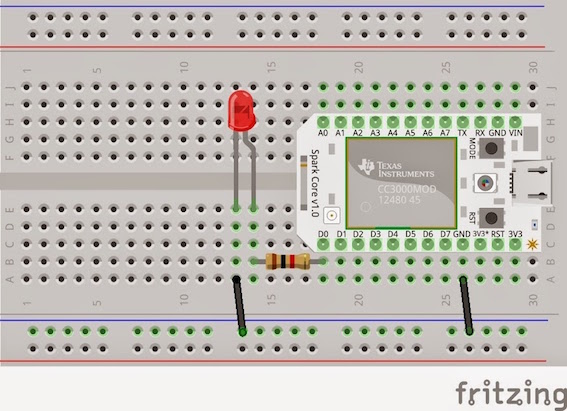 1 5 10 15 20 25 30
J
I
H
G
F
A0 A1 A2 A3 A4 A5 A6 A7 TX RX GND VIN
Spark Core v1.0
TEXAS
INSTRUMENTS
CC3000MOD
12480 45
MODE
RST
D0 D1 D2 D3 D4 D5 D6 D7 GND 3V3* RST 3V3
E
D
C
B
A
1 5 10 15 20 25 30
fritzing